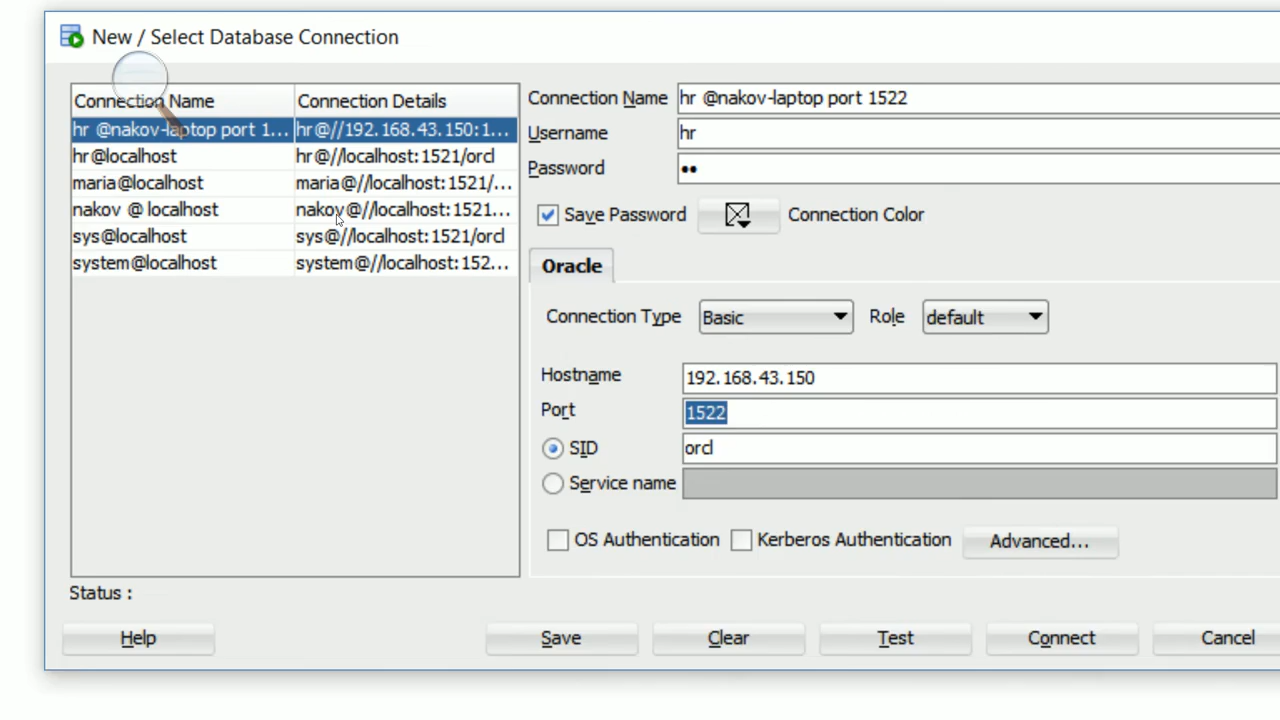 New / Select Database Connection
Connection Name Connection Details
hr @nakov-laptop port 1... hr@//192.168.43.150:1...
hr@localhost hr@//localhost:1521/orcl
maria@localhost maria@//localhost:1521/...
nakov @ localhost nakov@//localhost:1521...
sys@localhost sys@//localhost:1521/orcl
system@localhost system@//localhost:152...
Connection Name hr @nakov-laptop port 1522
Username hr
Password ••
Save Password Connection Color
Oracle
Connection Type Basic Role default
Hostname 192.168.43.150
Port 1522
SID orcl
Service name
OS Authentication Kerberos Authentication Advanced...
Status :
Help Save Clear Test Connect Cancel